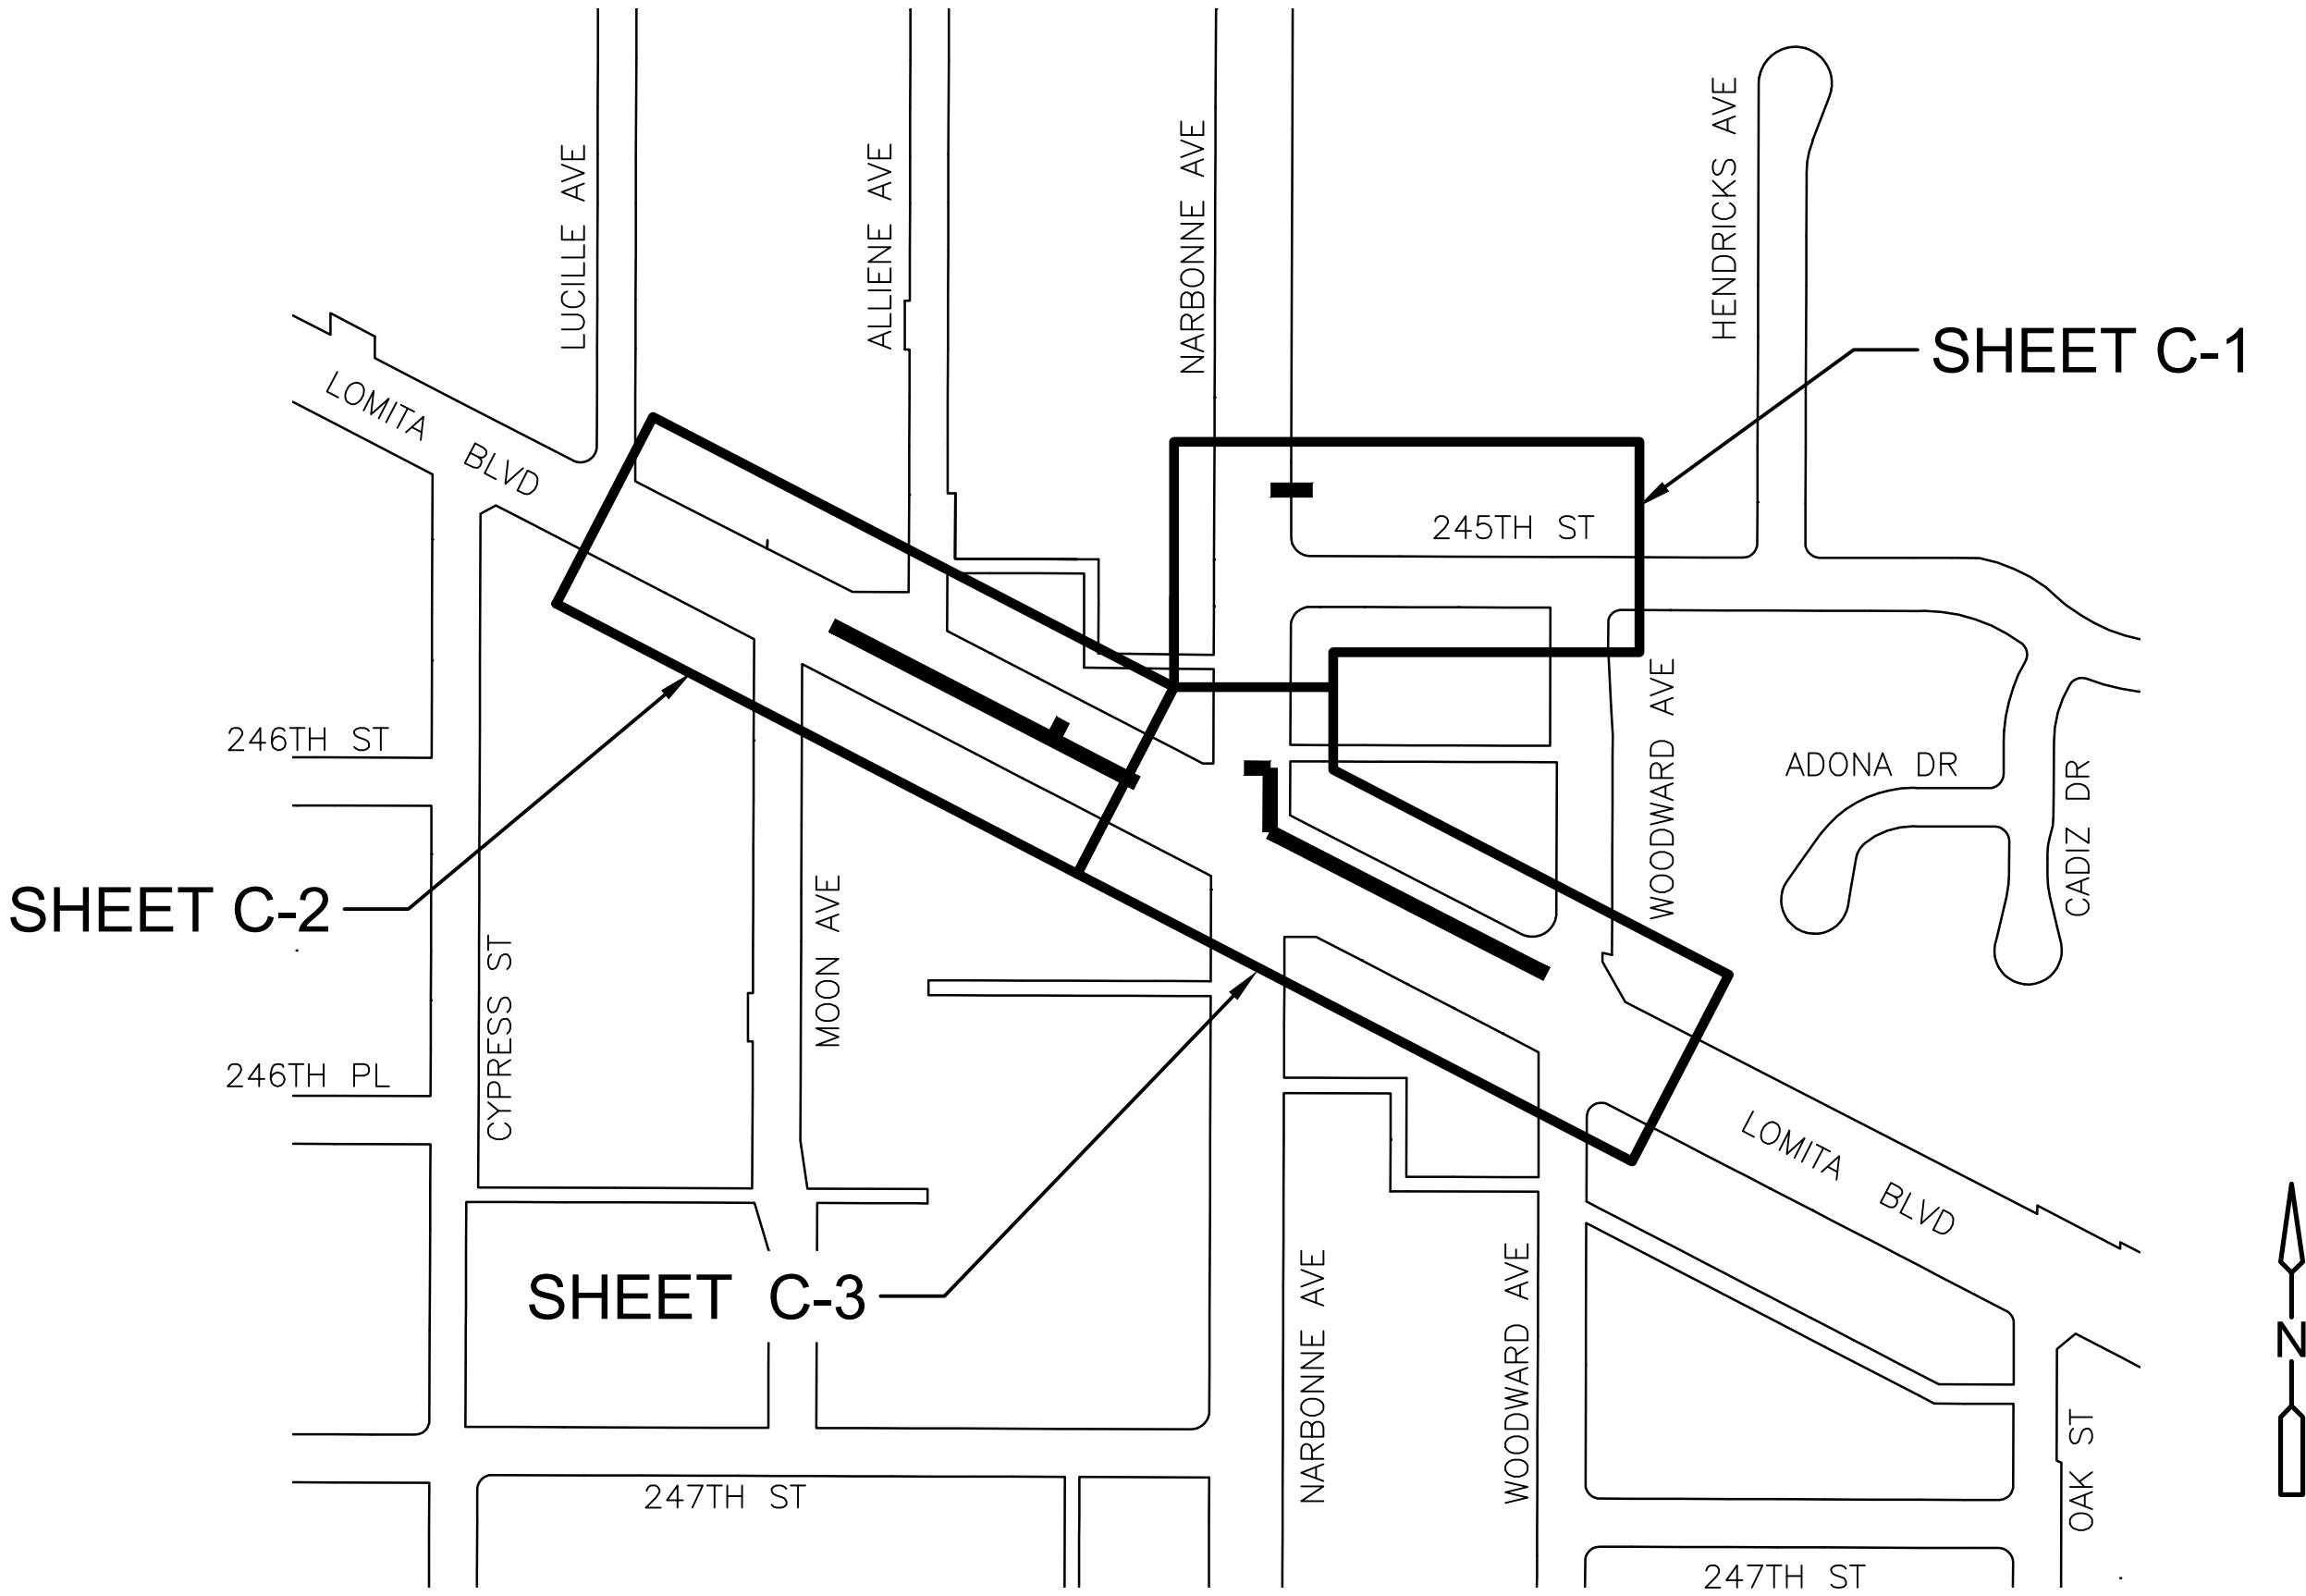 LUCILLE AVE
ALLIENE AVE
NARBONNE AVE
HENDRICKS AVE
SHEET C-1
LOMITA BLVD
245TH ST
WOODWARD AVE
246TH ST
ADONA DR
CADIZ DR
SHEET C-2
MOON AVE
CYPRESS ST
246TH PL
LOMITA BLVD
SHEET C-3
NARBONNE AVE
WOODWARD AVE
N
OAK ST
247TH ST
247TH ST